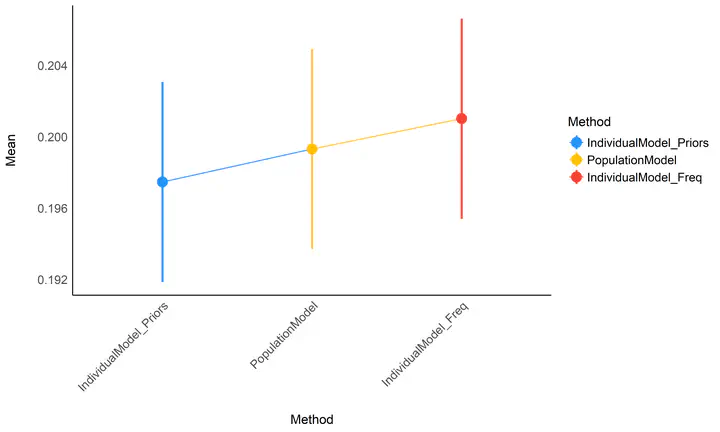 0.204
0.200
0.196
0.192
Mean
IndividualModel_Priors
PopulationModel
IndividualModel_Freq
Method
Method
IndividualModel_Priors
PopulationModel
IndividualModel_Freq